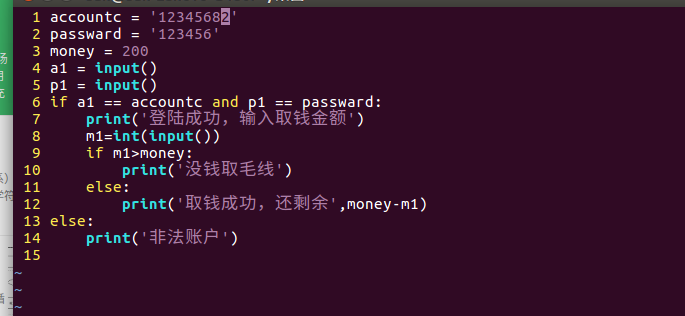 1 accountc = '12345682'
2 passward = '123456'
3 money = 200
4 a1 = input()
5 p1 = input()
6 if a1 == accountc and p1 == passward:
7     print('登陆成功，输入取钱金额')
8     m1=int(input())
9     if m1>money:
10         print('没钱取毛线')
11     else:
12         print('取钱成功，还剩余',money-m1)
13 else:
14     print('非法账户')
15
~
~
~